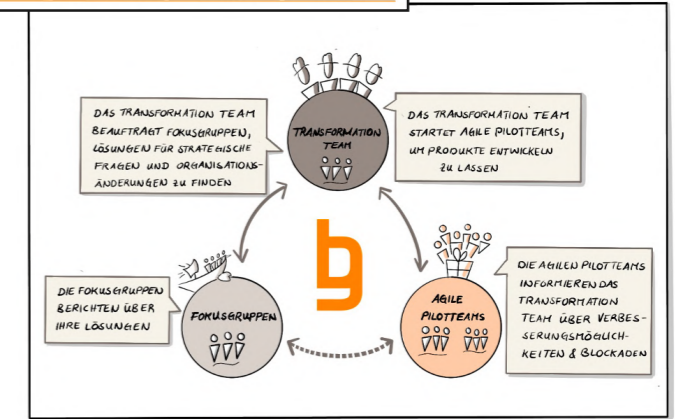 DAS TRANSFORMATION TEAM
BEAUFTRAGT FOKUSGRUPPEN,
LÖSUNGEN FÜR STRATEGISCHE
FRAGEN UND ORGANISATIONS-
ÄNDERUNGEN ZU FINDEN
TRANSFORMATION
TEAM
DAS TRANSFORMATION TEAM
STARTET AGILE PILOTTEAMS,
UM PRODUKTE ENTWICKELN
ZU LASSEN
DIE FOKUSGRUPPEN
BERICHTEN ÜBER
IHRE LÖSUNGEN
FOKUSGRUPPEN
AGILE
PILOTTEAMS
DIE AGILEN PILOTTEAMS
INFORMIEREN DAS
TRANSFORMATION
TEAM ÜBER VERBES-
SERUNGSMÖGLICH-
KEITEN & BLOCKADEN